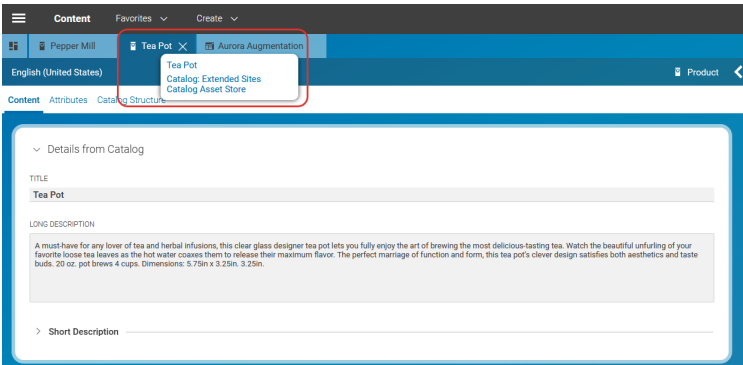 Content Favorites Create
Pepper Mill Tea Pot Aurora Augmentation
Tea Pot
English (United States) Catalog: Extended Sites Product
Catalog Asset Store
Content Attributes Catalog Structure
Details from Catalog
TITLE
Tea Pot
LONG DESCRIPTION
A must-have for any lover of tea and herbal infusions, this clear glass designer tea pot lets you fully enjoy the art of brewing the most delicious-tasting tea. Watch the beautiful unfurling of your
favorite loose tea leaves as the hot water coaxes them to release their maximum flavor. The perfect marriage of function and form, this tea pot's clever design satisfies both aesthetics and taste
buds. 20 oz. pot brews 4 cups. Dimensions: 5.75in x 3.25in. 3.25in.
Short Description